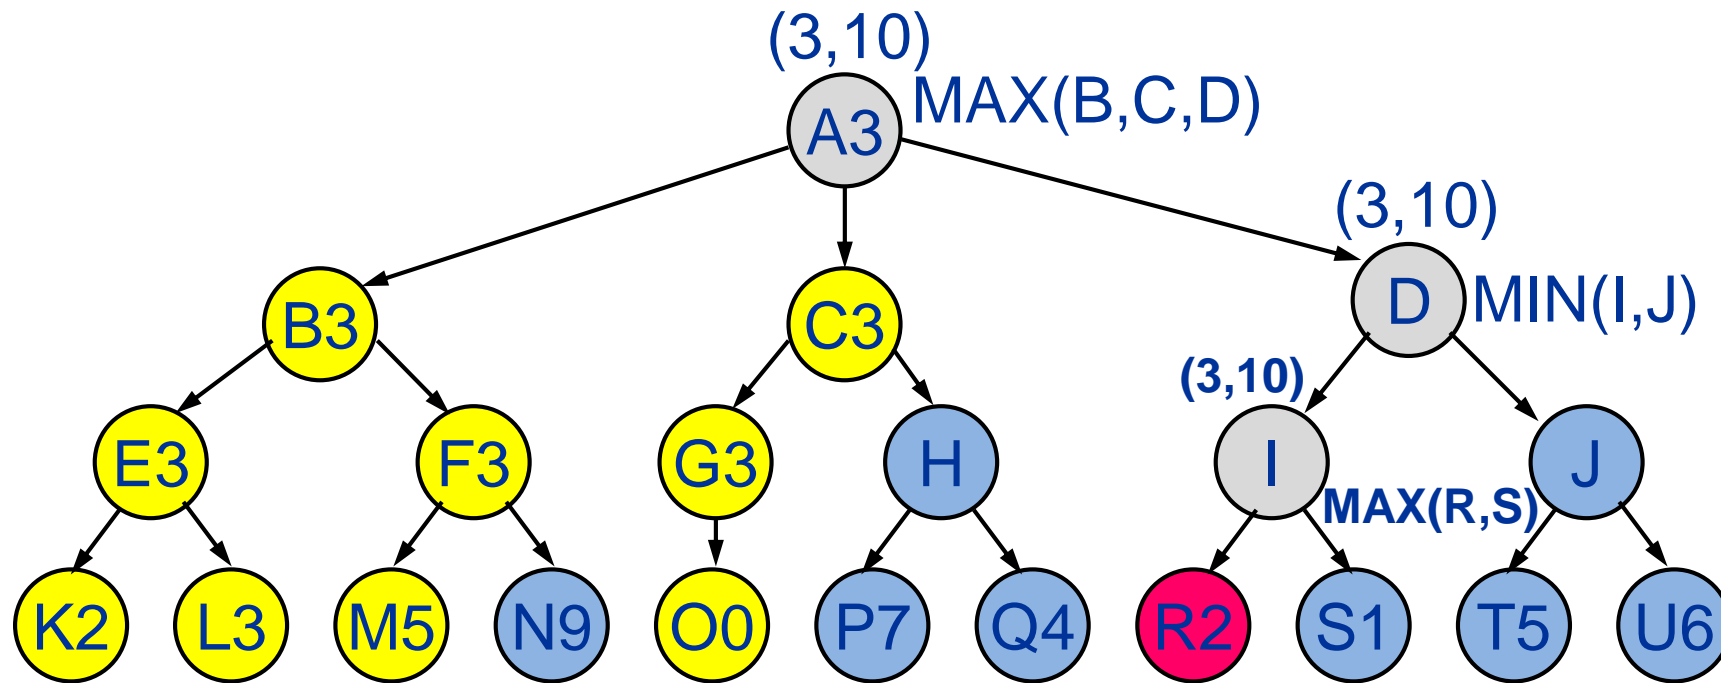 (3,10)
A3 MAX(B,C,D)
(3,10)
B3 C3 D MIN(I,J)
(3,10)
E3 F3 G3 H I J
MAX(R,S)
K2 L3 M5 N9 O0 P7 Q4 R2 S1 T5 U6